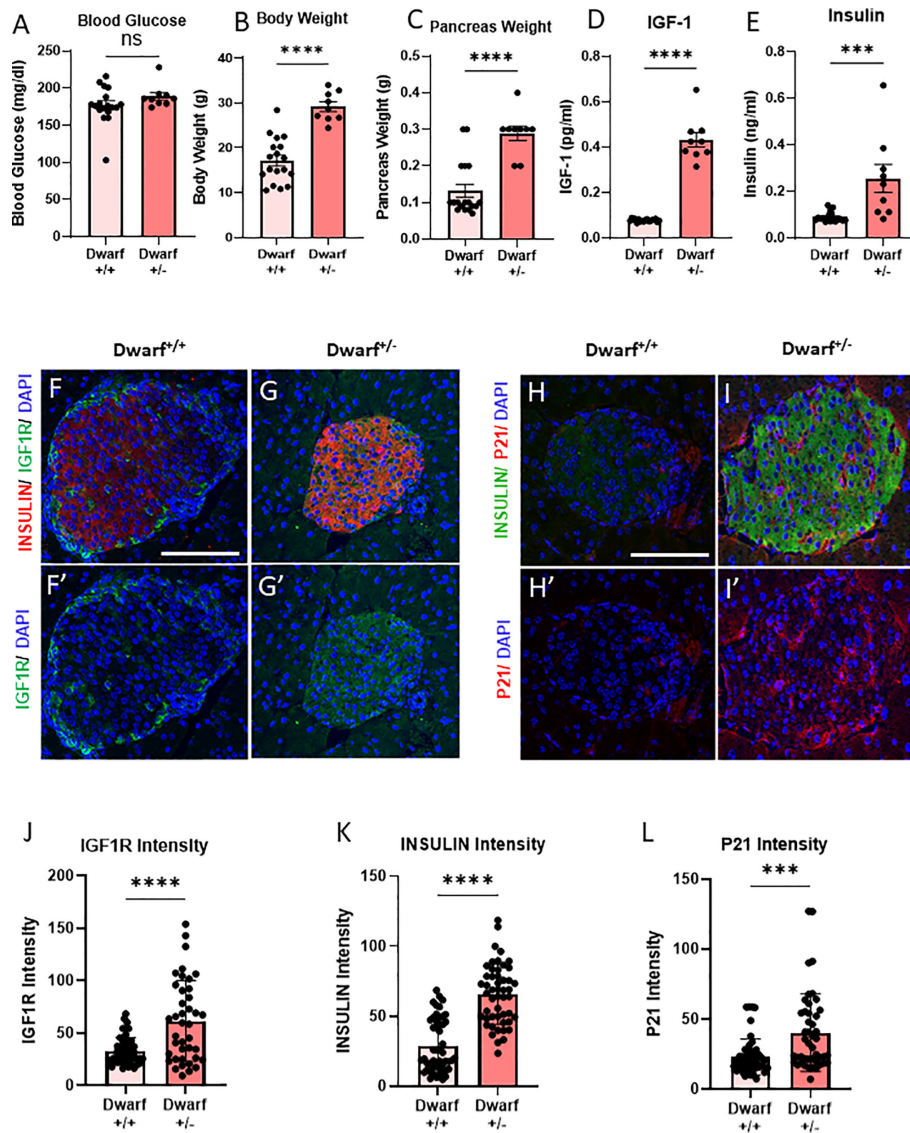 A
Blood Glucose
ns
Blood Glucose (mg/dl)
250
200
150
100
50
0
Dwarf +/+
Dwarf +/-
B
Body Weight
****
Body Weight (g)
40
30
20
10
0
Dwarf +/+
Dwarf +/-
C
Pancreas Weight
****
Pancreas Weight (g)
0.5
0.4
0.3
0.2
0.1
0.0
Dwarf +/+
Dwarf +/-
D
IGF-1
****
IGF-1 (pg/ml)
0.8
0.6
0.4
0.2
0.0
Dwarf +/+
Dwarf +/-
E
Insulin
***
Insulin (ng/ml)
0.8
0.6
0.4
0.2
0.0
Dwarf +/+
Dwarf +/-
Dwarf+/+
Dwarf+/-
Dwarf+/+
Dwarf+/-
INSULIN/ IGF1R/ DAPI
F
G
INSULIN/ P21/ DAPI
H
I
IGF1R/ DAPI
F'
G'
P21/ DAPI
H'
I'
J
IGF1R Intensity
****
IGF1R Intensity
200
150
100
50
0
Dwarf +/+
Dwarf +/-
K
INSULIN Intensity
****
INSULIN Intensity
150
100
50
0
Dwarf +/+
Dwarf +/-
L
P21 Intensity
***
P21 Intensity
150
100
50
0
Dwarf +/+
Dwarf +/-